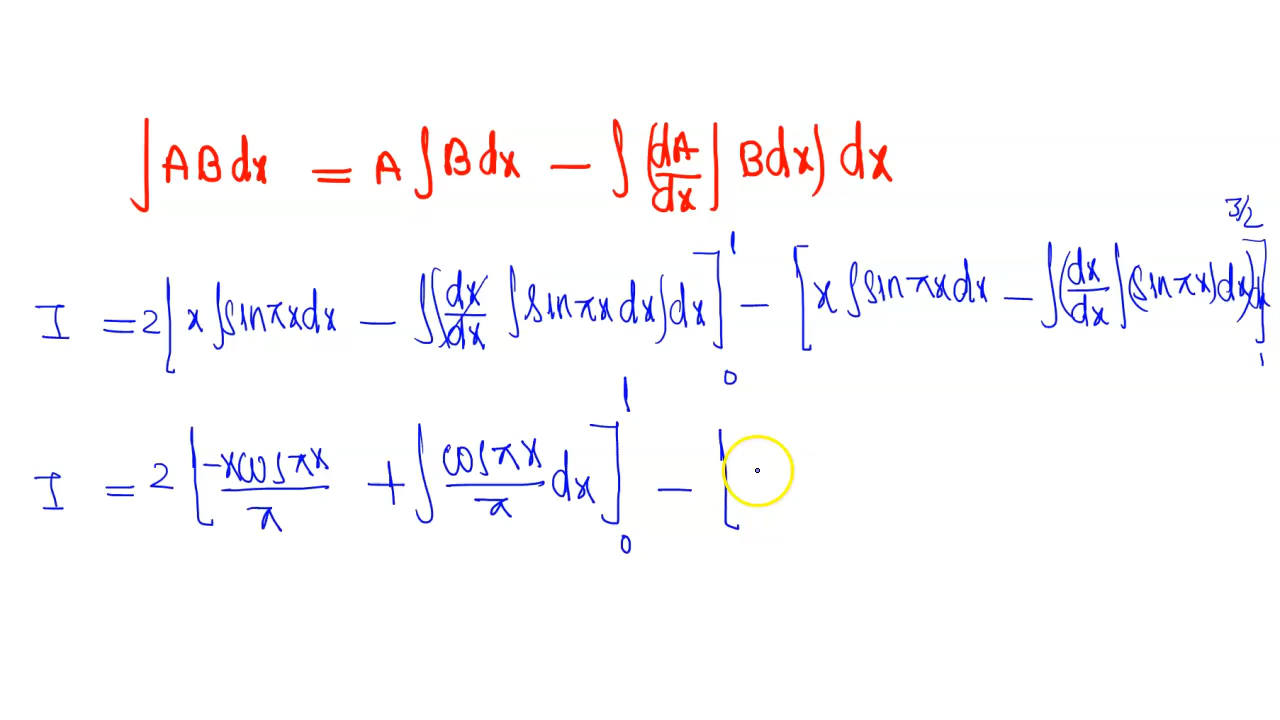 ∫ A B dx = A ∫ B dx − ∫ (dA/dx ∫ B dx) dx
I = 2 [x ∫ sin πx dx − ∫ (dx/dx ∫ sin πx dx) dx]₀¹ − [x ∫ sin πx dx − ∫ (dx/dx ∫ (sin πx) dx) dx]₁^{3/2}
I = 2 [−x cos πx/π + ∫ cos πx/π dx]₀¹ − [